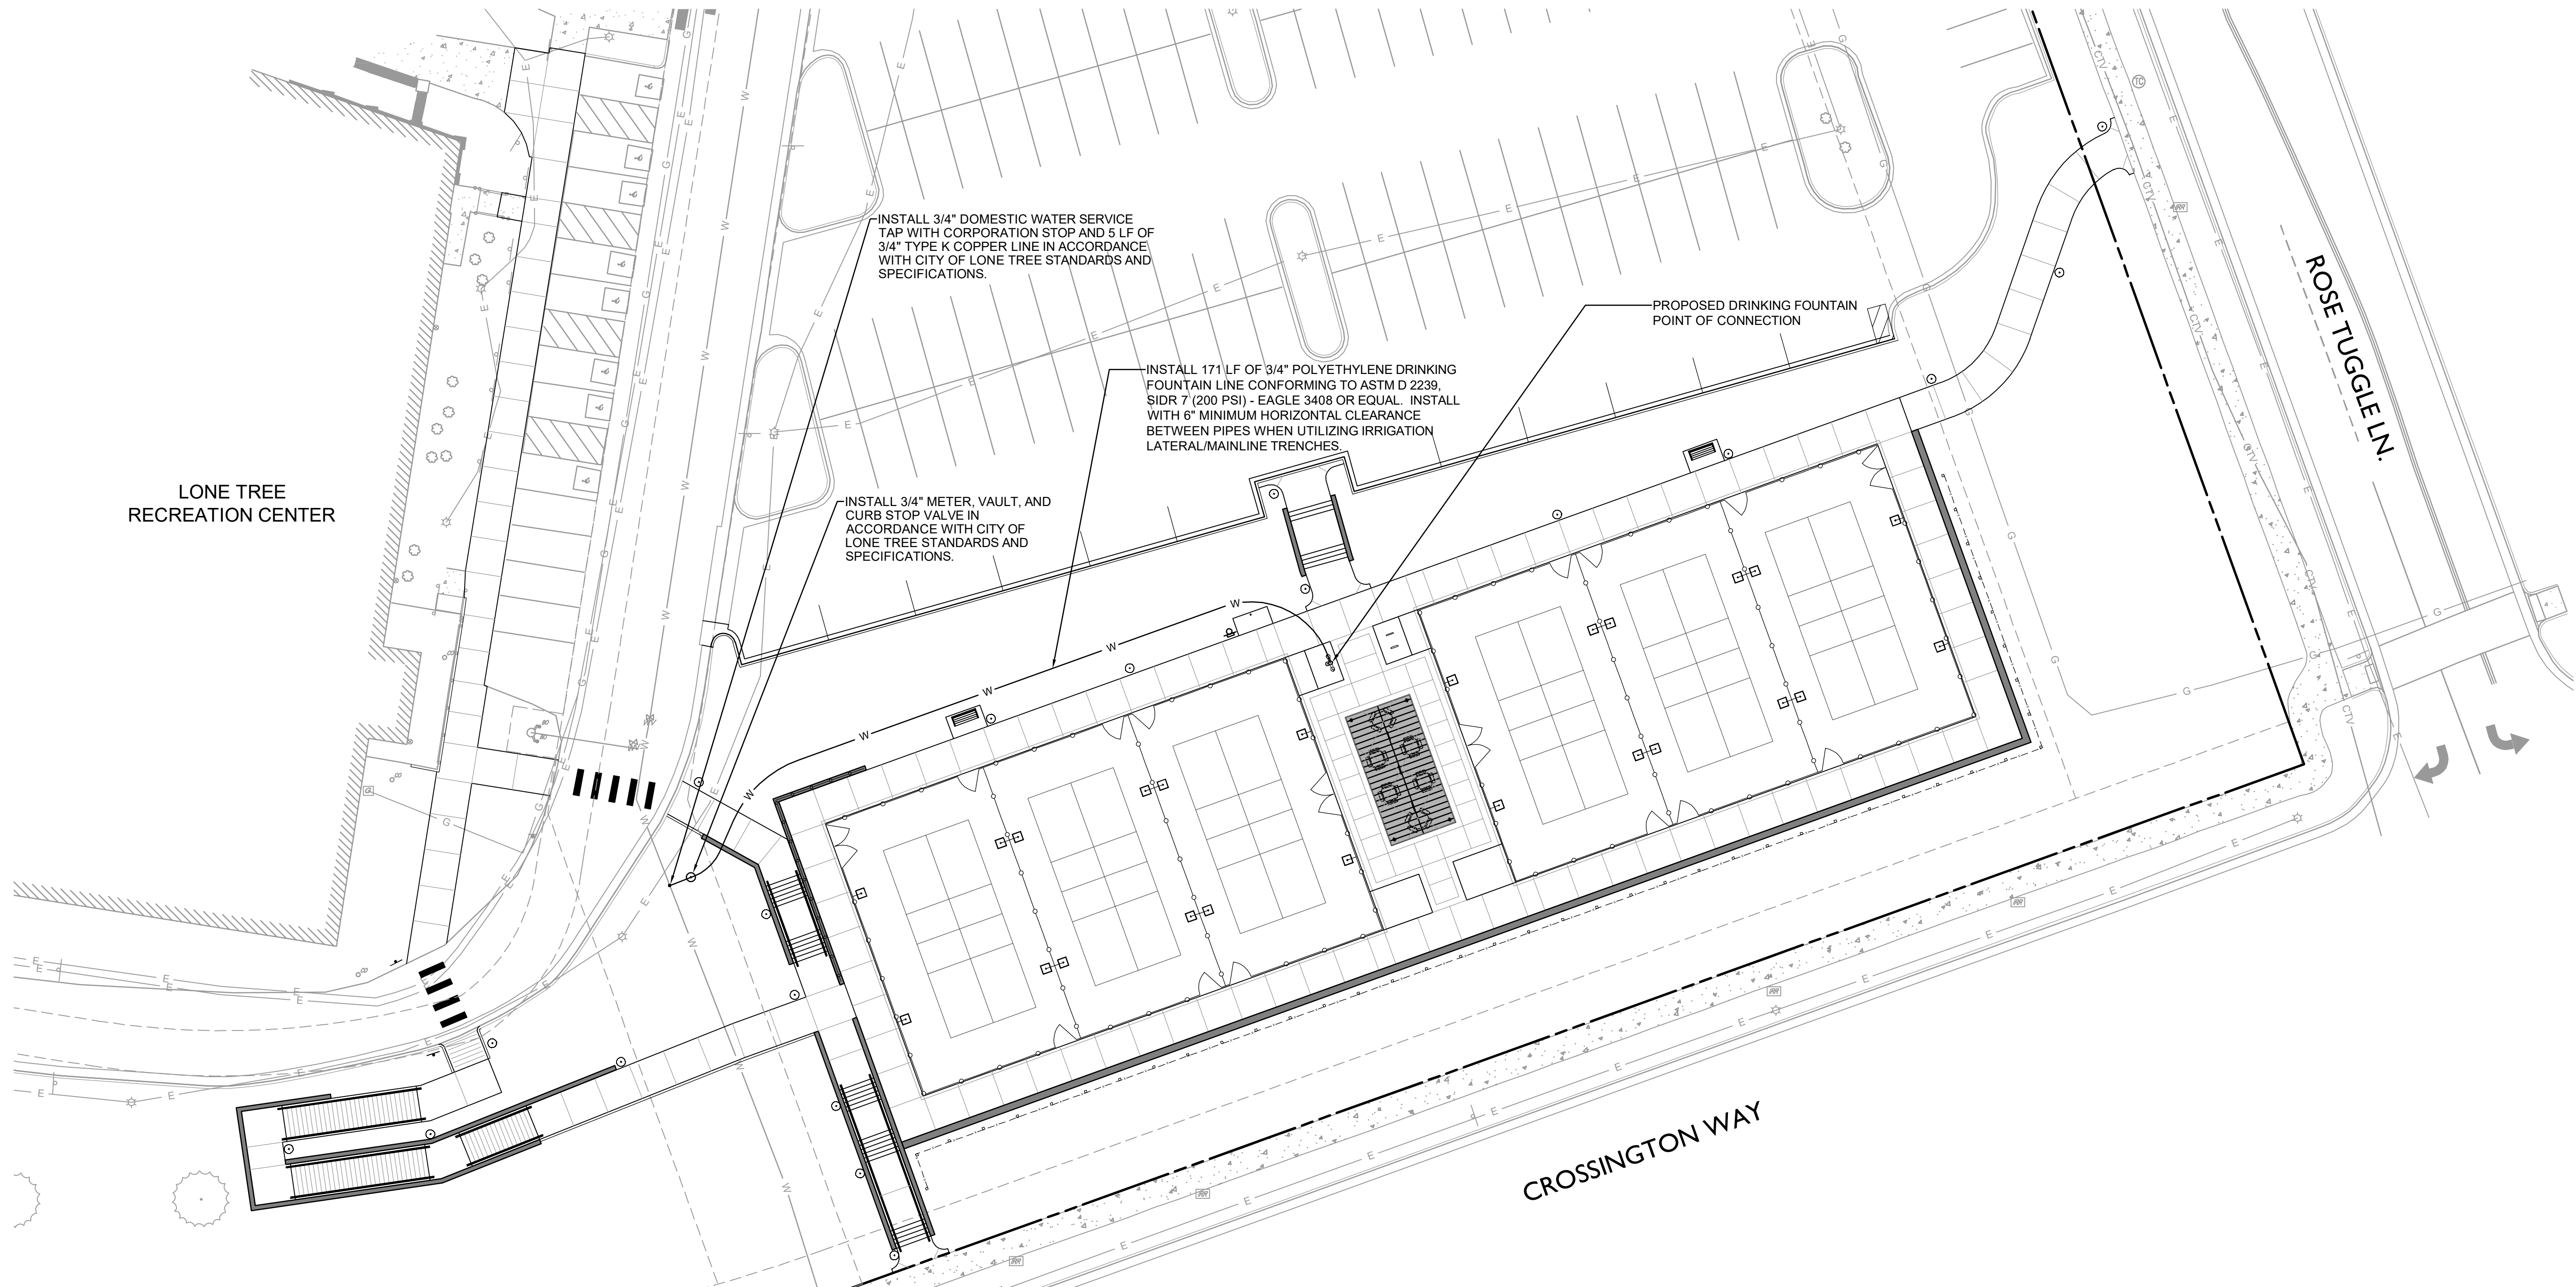 INSTALL 3/4" DOMESTIC WATER SERVICE
TAP WITH CORPORATION STOP AND 5 LF OF
3/4" TYPE K COPPER LINE IN ACCORDANCE
WITH CITY OF LONE TREE STANDARDS AND
SPECIFICATIONS.
PROPOSED DRINKING FOUNTAIN
POINT OF CONNECTION
INSTALL 171 LF OF 3/4" POLYETHYLENE DRINKING
FOUNTAIN LINE CONFORMING TO ASTM D 2239,
SIDR 7 (200 PSI) - EAGLE 3408 OR EQUAL. INSTALL
WITH 6" MINIMUM HORIZONTAL CLEARANCE
BETWEEN PIPES WHEN UTILIZING IRRIGATION
LATERAL/MAINLINE TRENCHES.
INSTALL 3/4" METER, VAULT, AND
CURB STOP VALVE IN
ACCORDANCE WITH CITY OF
LONE TREE STANDARDS AND
SPECIFICATIONS.
LONE TREE
RECREATION CENTER
ROSE TUGGLE LN.
CROSSINGTON WAY
W
W
W
W
W
TC
CTV
CTV
CTV